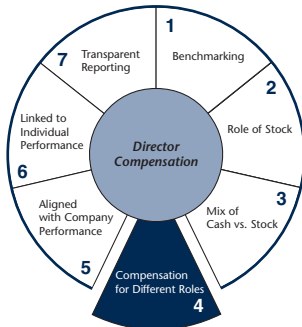 1
Benchmarking
2
Role of Stock
3
Mix of
Cash vs. Stock
Compensation
for Different Roles
4
Aligned
with Company
Performance
5
Linked to
Individual
Performance
6
7
Transparent
Reporting
Director
Compensation